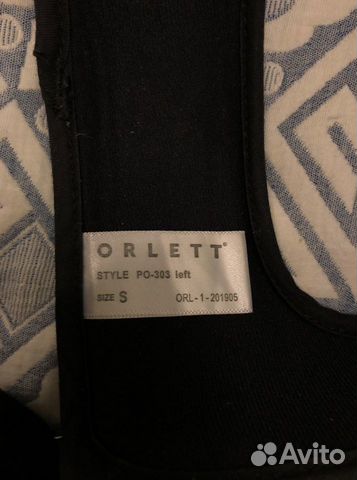 ORLETT®
STYLE PO-303 left
SIZE S ORL-1-201905
Avito